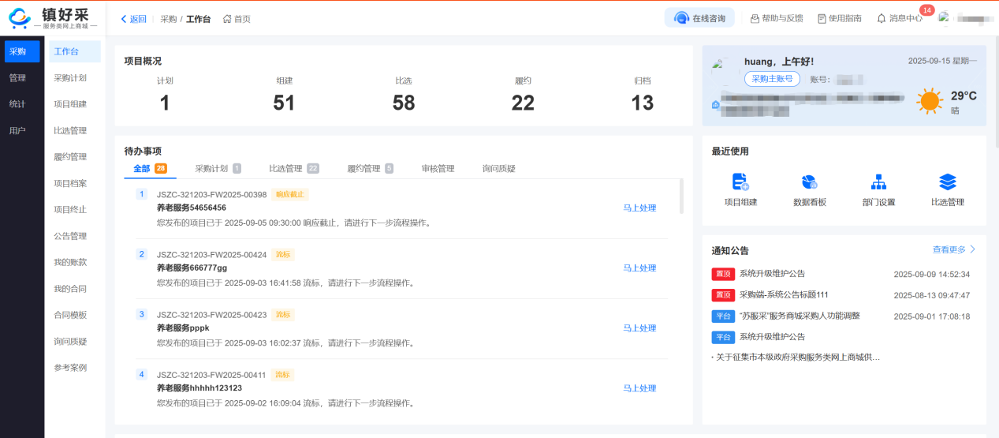 镇好采
服务类网上商城
返回 采购 / 工作台 首页
在线咨询 帮助与反馈 使用指南 消息中心 14
采购
管理
统计
用户
工作台
采购计划
项目组建
比选管理
履约管理
项目档案
项目终止
公告管理
我的账款
我的合同
合同模板
询问质疑
参考案例
项目概况
计划 组建 比选 履约 归档
1 51 58 22 13
待办事项
全部 28 采购计划 1 比选管理 22 履约管理 5 审核管理 询问质疑
1 JSZC-321203-FW2025-00398 响应截止
养老服务54656456
马上处理
您发布的项目已于 2025-09-05 09:30:00 响应截止，请进行下一步流程操作。
2 JSZC-321203-FW2025-00424 流标
养老服务666777gg
马上处理
您发布的项目已于 2025-09-03 16:41:58 流标，请进行下一步流程操作。
3 JSZC-321203-FW2025-00423 流标
养老服务pppk
马上处理
您发布的项目已于 2025-09-03 16:02:37 流标，请进行下一步流程操作。
4 JSZC-321203-FW2025-00411 流标
养老服务hhhhh123123
马上处理
您发布的项目已于 2025-09-02 16:09:04 流标，请进行下一步流程操作。
huang，上午好！ 2025-09-15 星期一
采购主账号 账号：
29°C
晴
最近使用
项目组建 数据看板 部门设置 比选管理
通知公告 查看更多
置顶 系统升级维护公告 2025-09-09 14:52:34
置顶 采购端-系统公告标题111 2025-08-13 09:47:47
平台 “苏服采”服务商城采购人功能调整 2025-09-01 17:08:18
平台 系统升级维护公告
· 关于征集市本级政府采购服务类网上商城供...